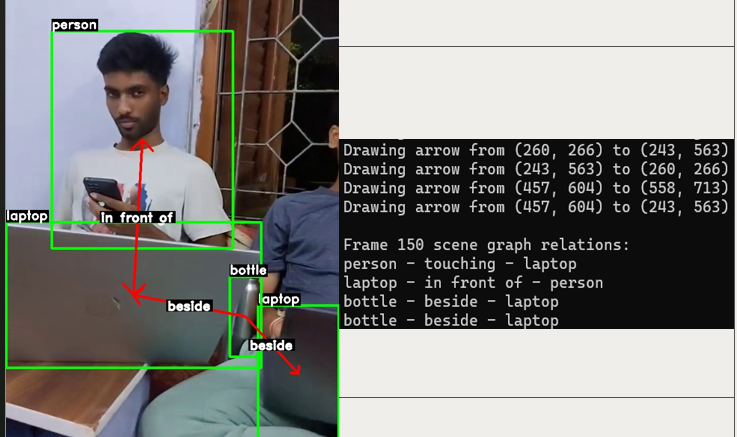 person
laptop
in front of
bottle
laptop
beside
beside
Drawing arrow from (260, 266) to (243, 563)
Drawing arrow from (243, 563) to (260, 266)
Drawing arrow from (457, 604) to (558, 713)
Drawing arrow from (457, 604) to (243, 563)
Frame 150 scene graph relations:
person - touching - laptop
laptop - in front of - person
bottle - beside - laptop
bottle - beside - laptop